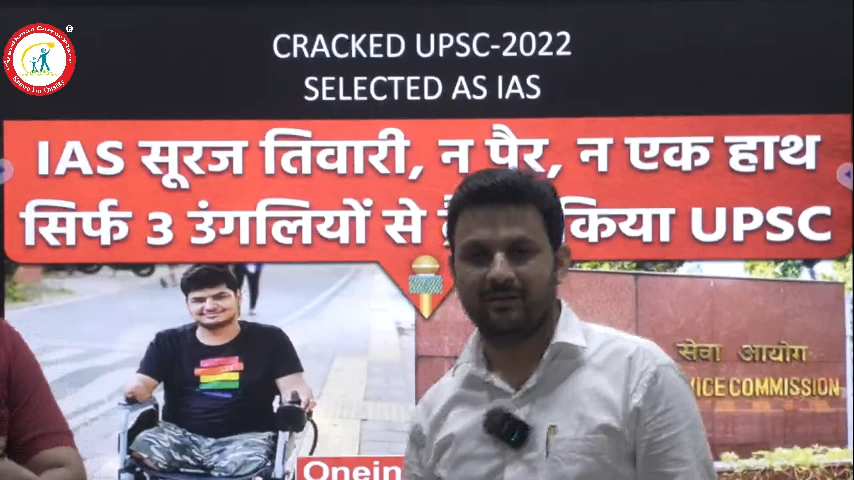 CRACKED UPSC-2022
SELECTED AS IAS
IAS सूरज तिवारी, न पैर, न एक हाथ
सिर्फ 3 उंगलियों से किया UPSC
सेवा आयोग
VICE COMMISSION
Onein